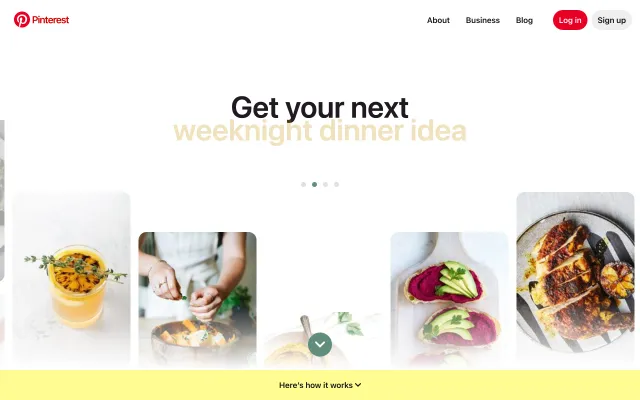 Pinterest
About
Business
Blog
Log in
Sign up
Get your next
weeknight dinner idea
Here's how it works